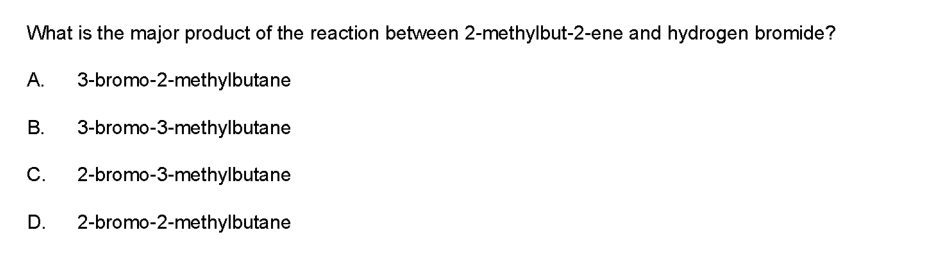 What is the major product of the reaction between 2-methylbut-2-ene and hydrogen bromide?
A. 3-bromo-2-methylbutane
B. 3-bromo-3-methylbutane
C. 2-bromo-3-methylbutane
D. 2-bromo-2-methylbutane